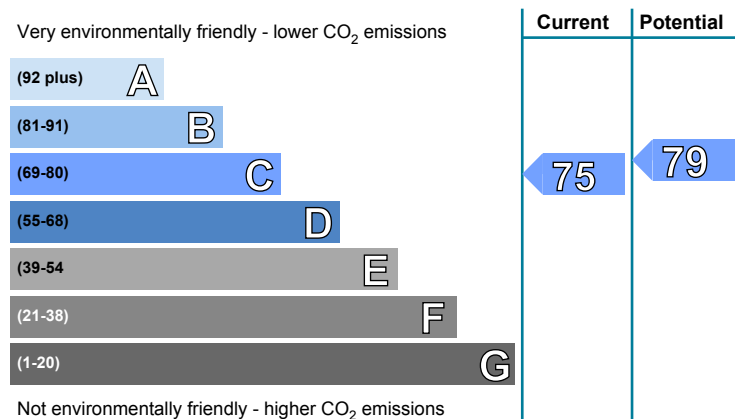 Very environmentally friendly - lower CO2 emissions
Current
Potential
(92 plus) A
(81-91) B
(69-80) C
(55-68) D
(39-54 E
(21-38) F
(1-20) G
75
79
Not environmentally friendly - higher CO2 emissions